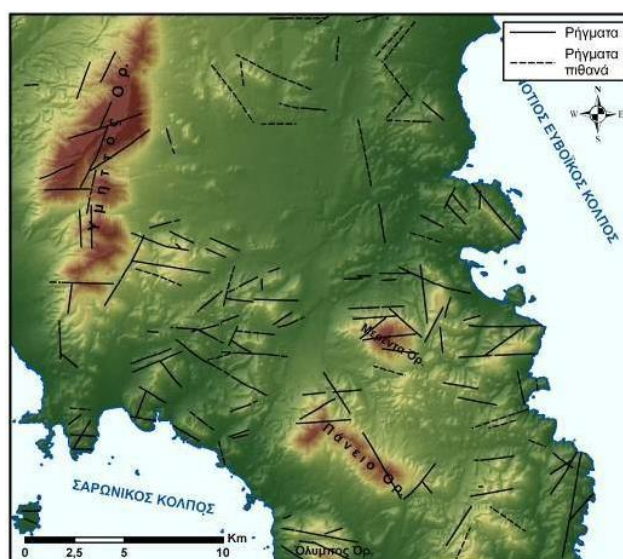 Ρήγματα
Ρήγματα
πιθανά
ΝΟΤΙΟΣ ΕΥΒΟΪΚΟΣ ΚΟΛΠΟΣ
N
W E
S
Υμηττός Όρ.
Μερέντα Όρ.
Πάνειο Όρ.
ΣΑΡΩΝΙΚΟΣ ΚΟΛΠΟΣ
Km
0 2,5 5 10
Όλυμπος Όρ.